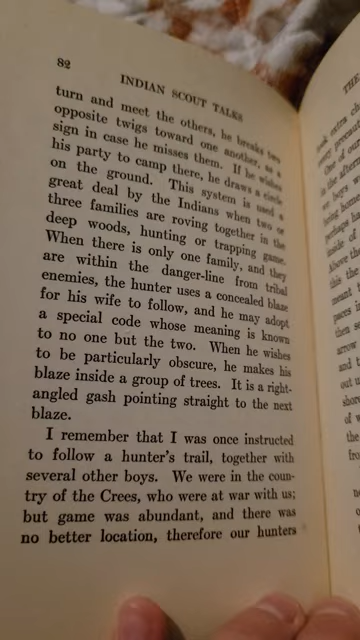 82
INDIAN SCOUT TALKS
turn and meet the others, he breaks two
opposite twigs toward one another, as a
sign in case he misses them. If he wishes
his party to camp there, he draws a circle
on the ground. This system is used a
great deal by the Indians when two or
three families are roving together in the
deep woods, hunting or trapping game.
When there is only one family, and they
are within the danger-line from tribal
enemies, the hunter uses a concealed blaze
for his wife to follow, and he may adopt
a special code whose meaning is known
to no one but the two. When he wishes
to be particularly obscure, he makes his
blaze inside a group of trees. It is a right-
angled gash pointing straight to the next
blaze.
I remember that I was once instructed
to follow a hunter's trail, together with
several other boys. We were in the coun-
try of the Crees, who were at war with us;
but game was abundant, and there was
no better location, therefore our hunters
THE